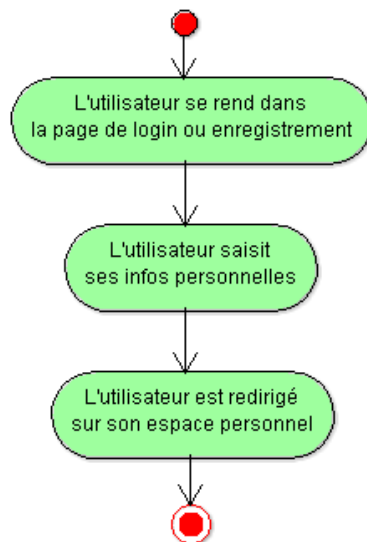 L'utilisateur se rend dans
la page de login ou enregistrement
L'utilisateur saisit
ses infos personnelles
L'utilisateur est redirigé
sur son espace personnel